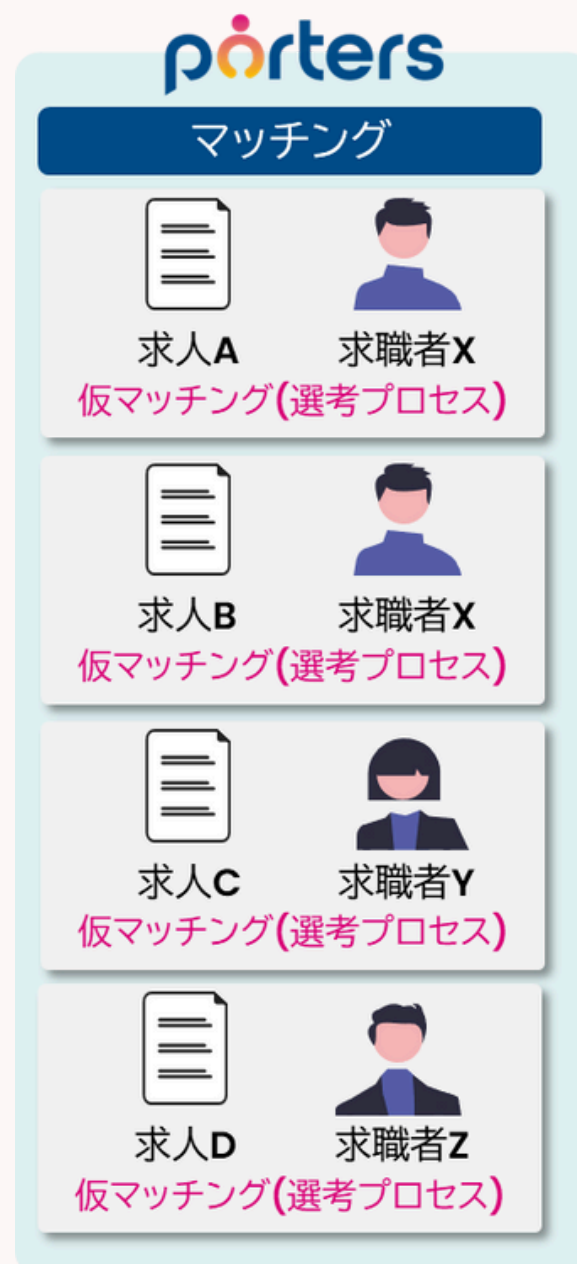 porters
マッチング
求人A 求職者X
仮マッチング(選考プロセス)
求人B 求職者X
仮マッチング(選考プロセス)
求人C 求職者Y
仮マッチング(選考プロセス)
求人D 求職者Z
仮マッチング(選考プロセス)